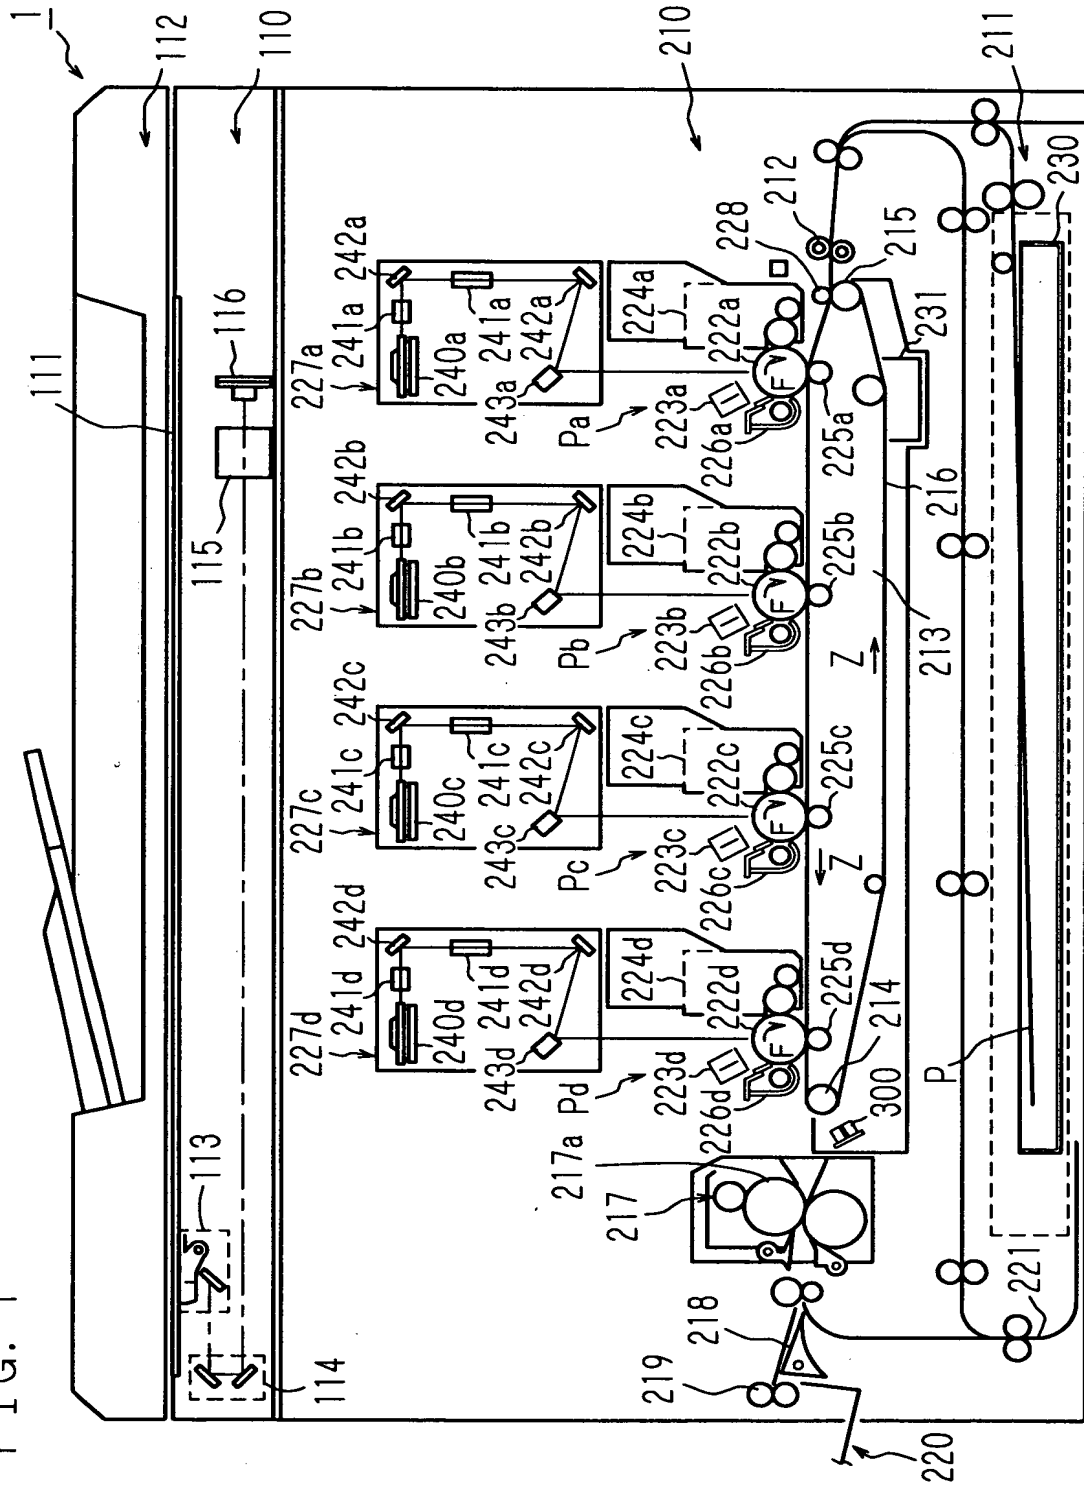 FIG. 1
1
112
110
111
116
115
113
114
210
211
212
228
215
230
231
227a
241a
242a
240a
241a
242a
243a
224a
222a
Pa
223a
226a
225a
216
227b
241b
242b
240b
241b
242b
243b
224b
222b
Pb
223b
226b
225b
213
Z
227c
241c
242c
240c
241c
242c
243c
224c
222c
Pc
223c
226c
225c
Z
227d
241d
242d
240d
241d
242d
243d
224d
222d
Pd
223d
226d
225d
214
300
P
217a
217
218
219
220
221
F
F
F
F